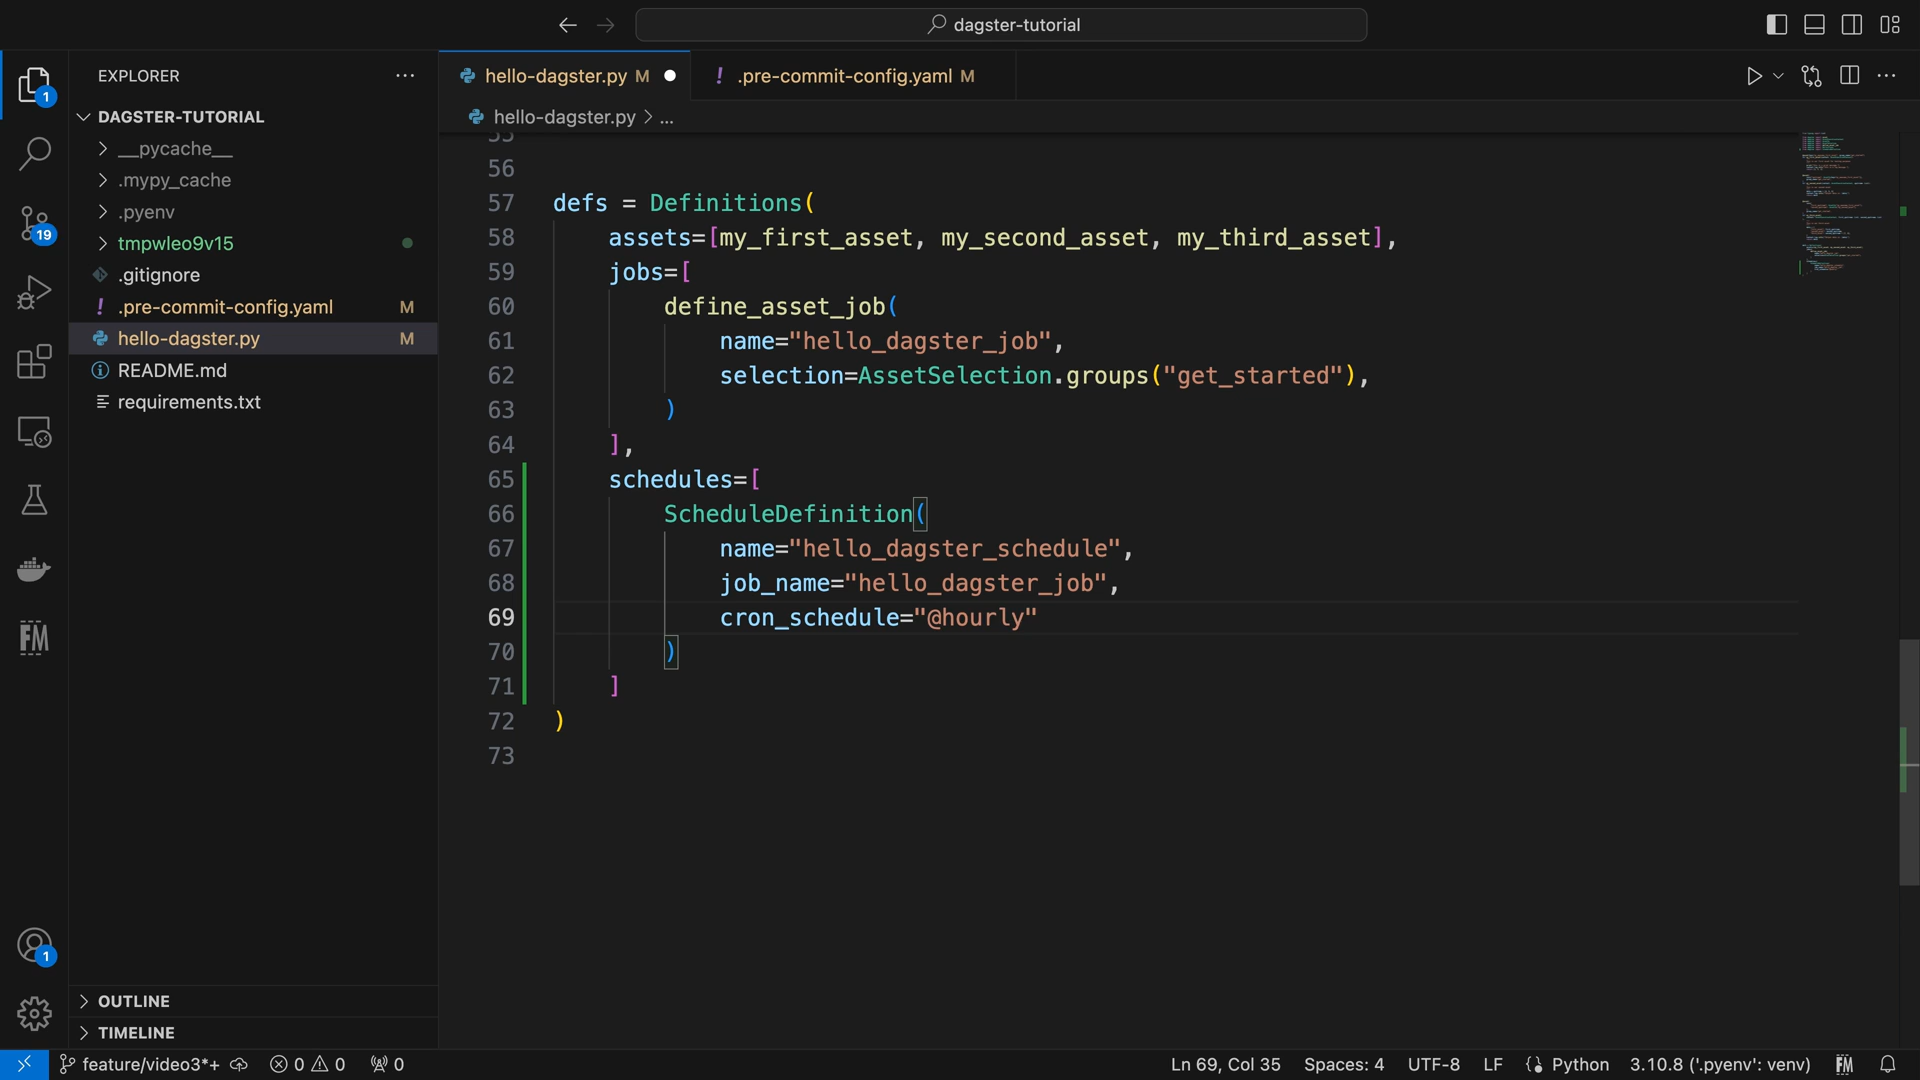 dagster-tutorial
EXPLORER
DAGSTER-TUTORIAL
__pycache__
.mypy_cache
.pyenv
tmpwleo9v15
.gitignore
.pre-commit-config.yaml M
hello-dagster.py M
README.md
requirements.txt
OUTLINE
TIMELINE
1
19
1
hello-dagster.py M
.pre-commit-config.yaml M
hello-dagster.py > ...
55
56
57 defs = Definitions(
58 assets=[my_first_asset, my_second_asset, my_third_asset],
59 jobs=[
60 define_asset_job(
61 name="hello_dagster_job",
62 selection=AssetSelection.groups("get_started"),
63 )
64 ],
65 schedules=[
66 ScheduleDefinition(
67 name="hello_dagster_schedule",
68 job_name="hello_dagster_job",
69 cron_schedule="@hourly"
70 )
71 ]
72 )
73
feature/video3*+ 0 0 0 Ln 69, Col 35 Spaces: 4 UTF-8 LF Python 3.10.8 ('.pyenv': venv)